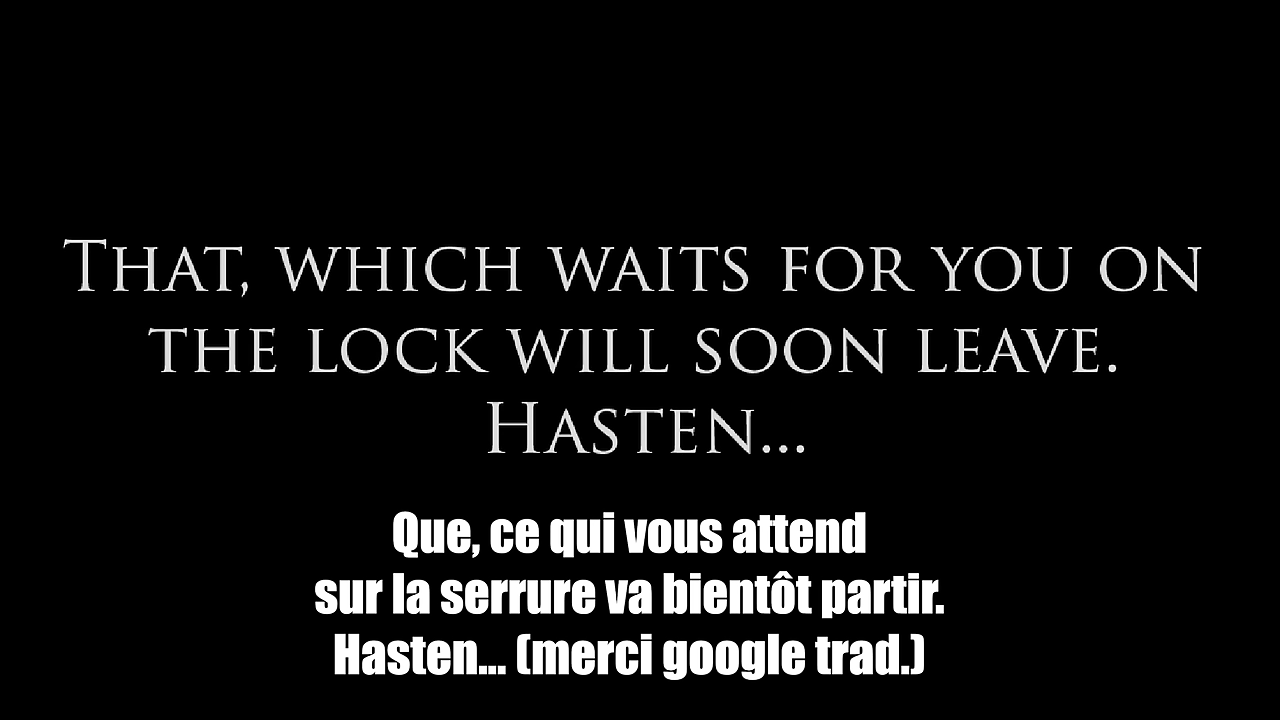 That, which waits for you on
the lock will soon leave.
Hasten...
Que, ce qui vous attend
sur la serrure va bientôt partir.
Hasten... (merci google trad.)